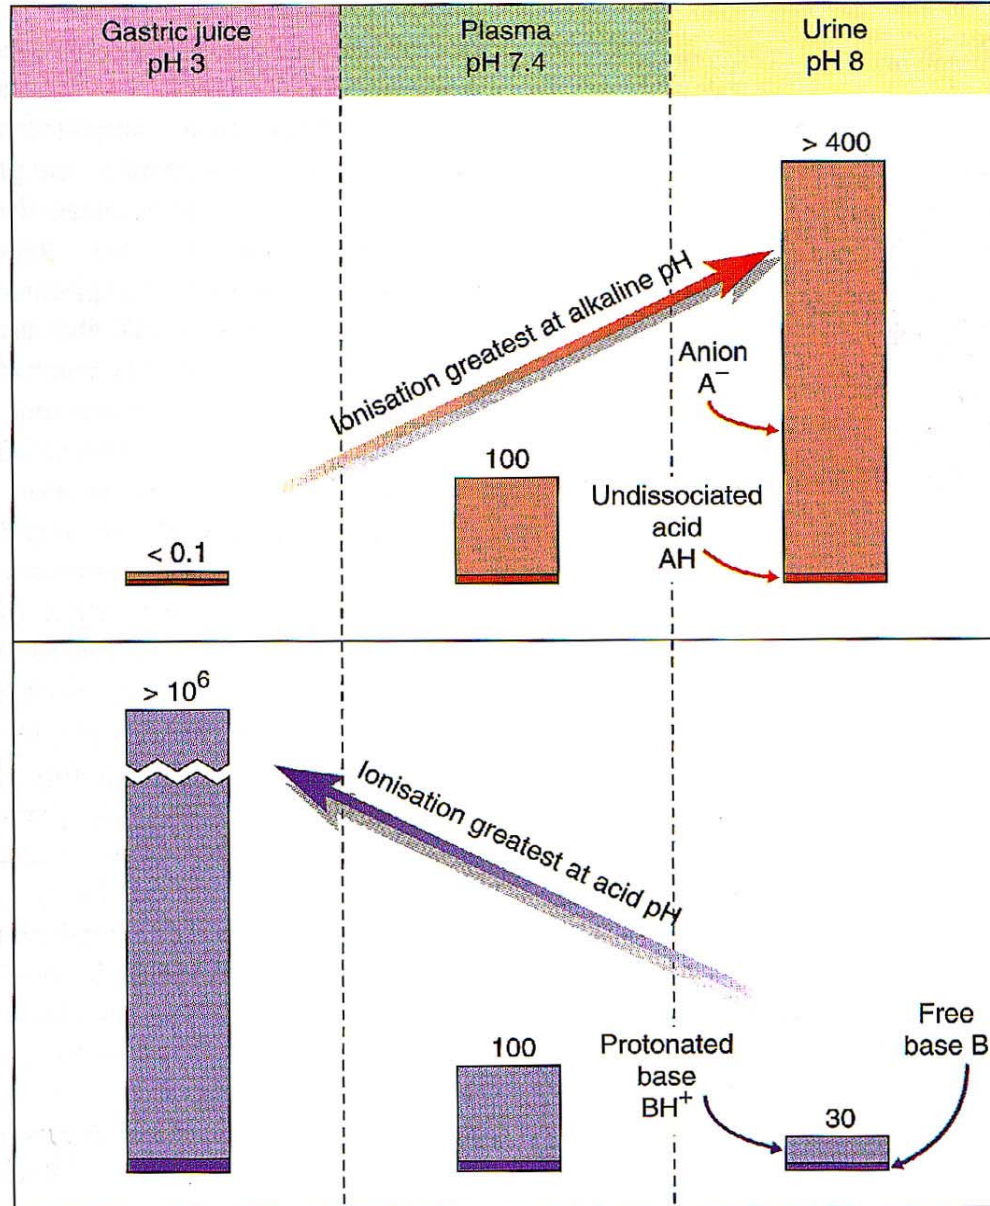 Gastric juice
pH 3
Plasma
pH 7.4
Urine
pH 8
> 400
Ionisation greatest at alkaline pH
Anion
A⁻
100
Undissociated
acid
AH
< 0.1
> 10⁶
Ionisation greatest at acid pH
Free
base B
Protonated
base
BH⁺
100
30